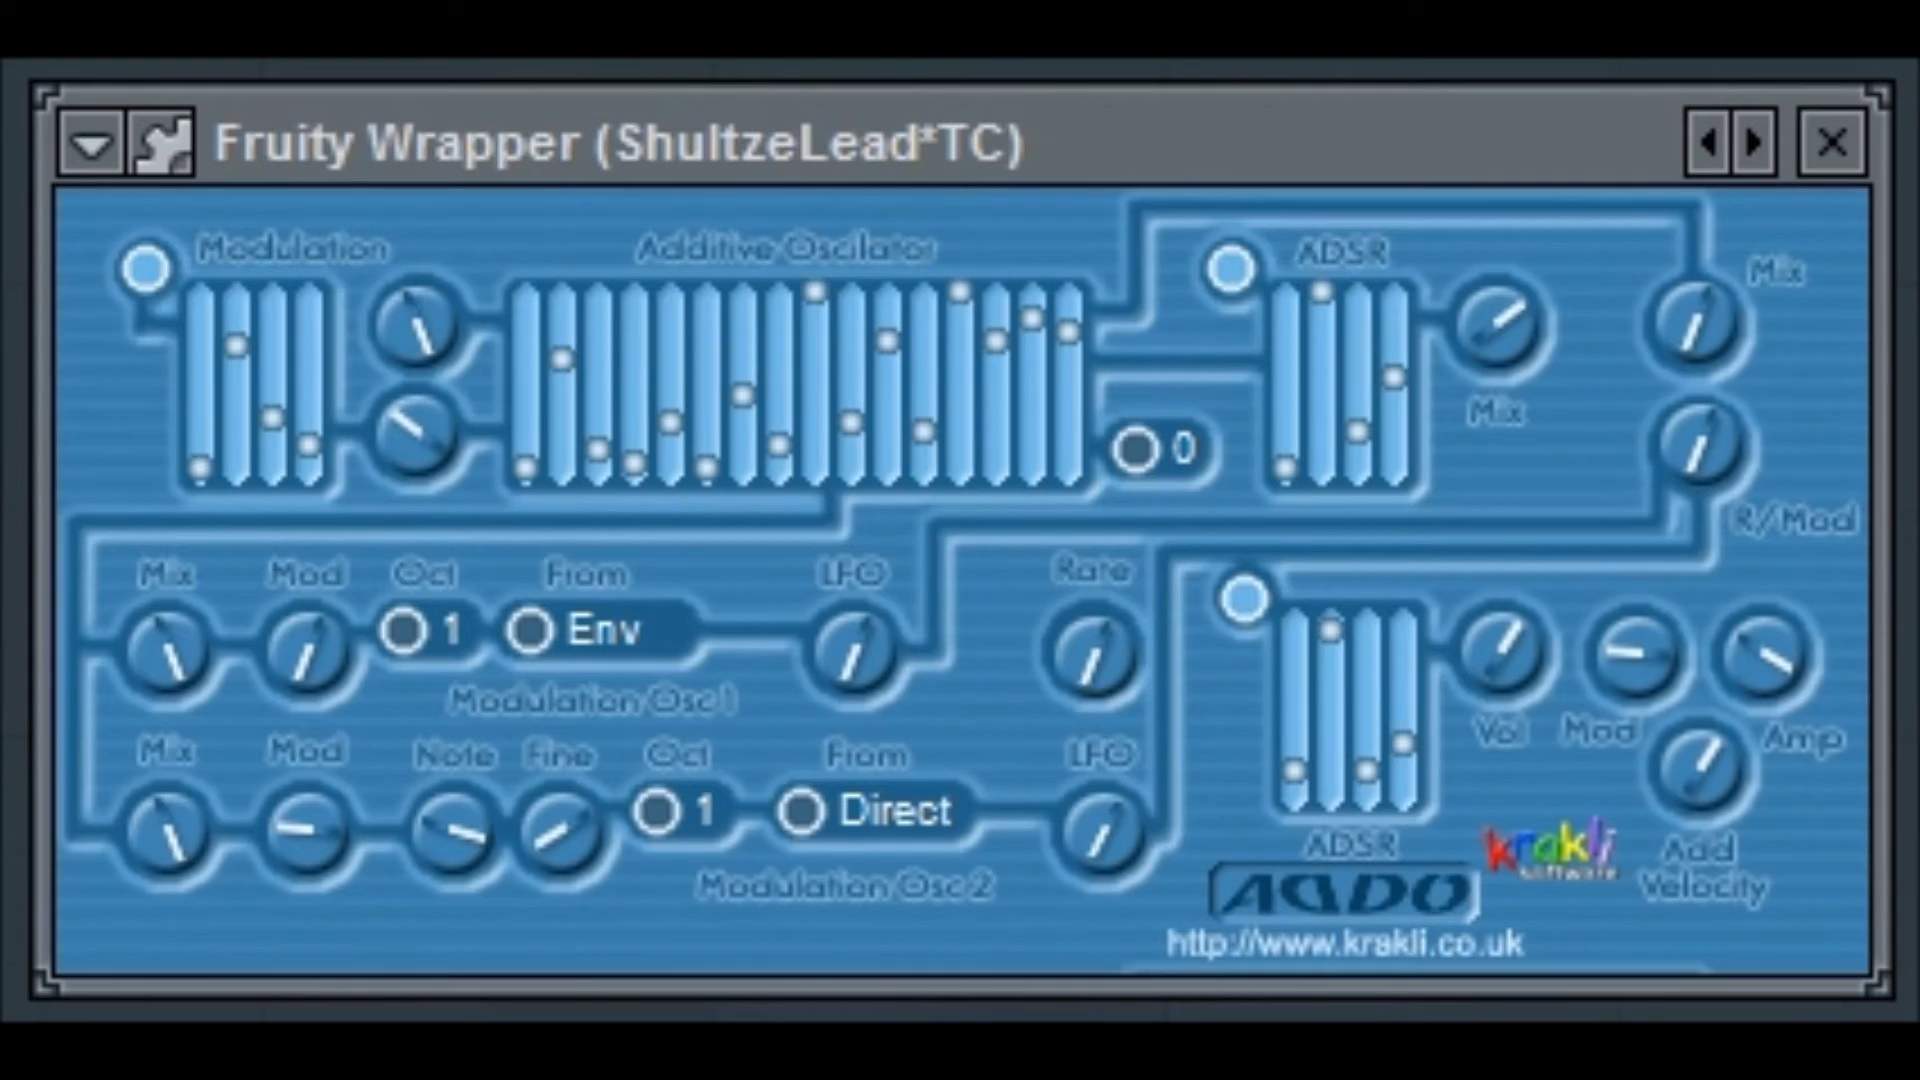 Fruity Wrapper (ShultzeLead*TC)
Modulation
Additive Oscilator
ADSR
Mix
Mix
0
R/Mod
Mix Mod Oct From LFO Rate
1 Env
Modulation Osc 1
Vol Mod Amp
Mix Mod Note Fine Oct From LFO
1 Direct
Modulation Osc 2
ADSR
krakli
software
Add
Velocity
ADDO
http://www.krakli.co.uk